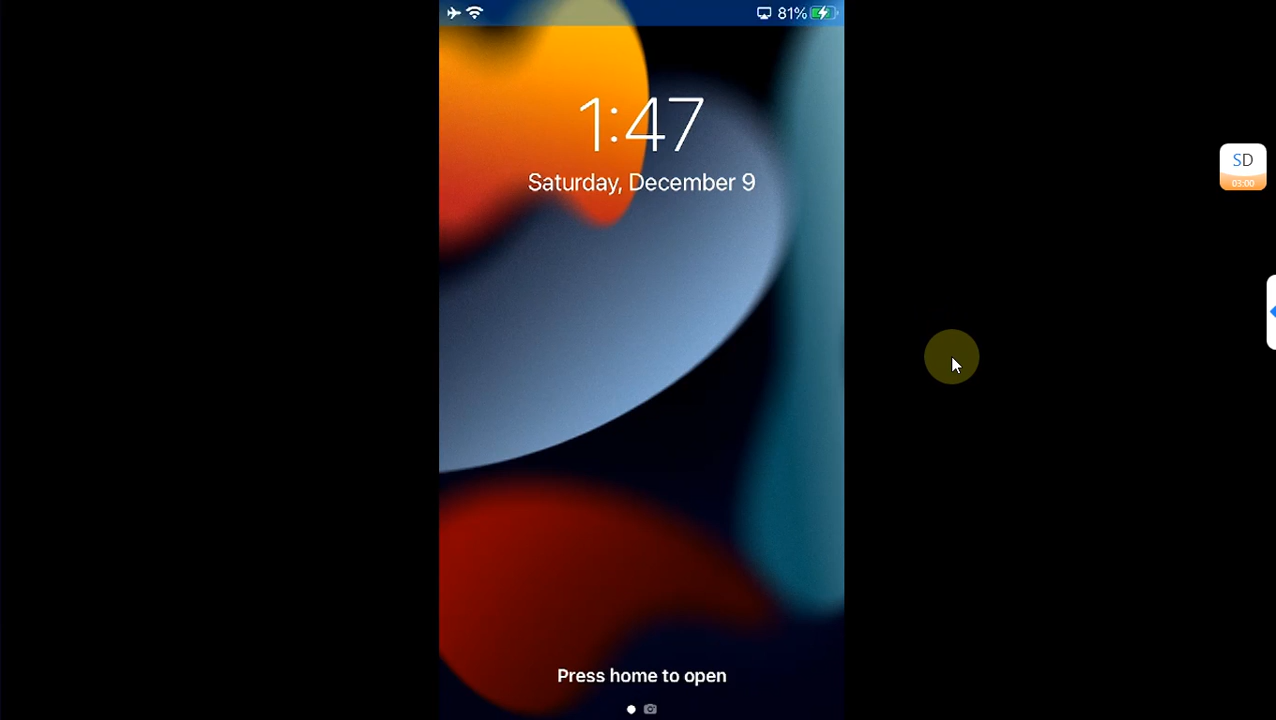 81%
1:47
Saturday, December 9
SD
03:00
Press home to open